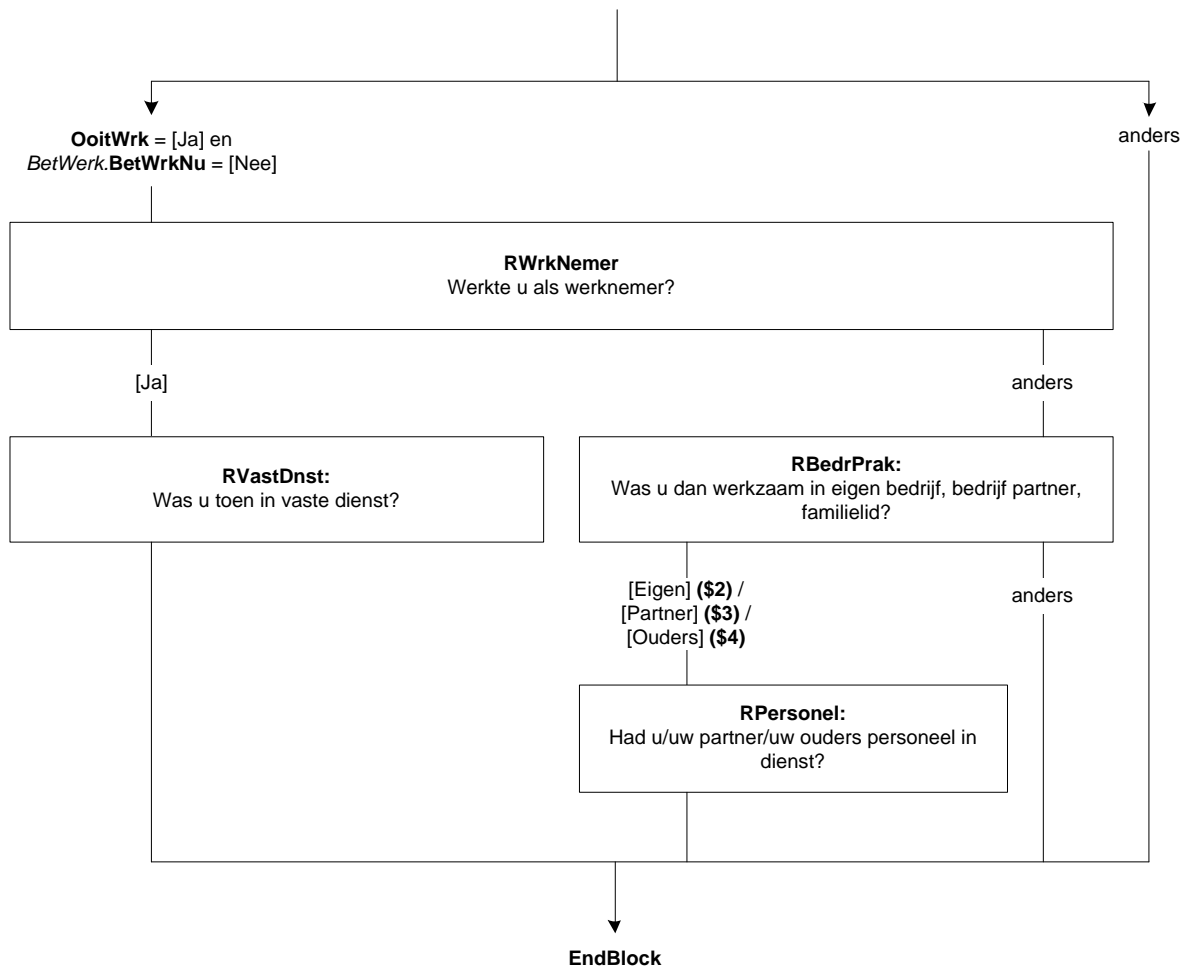 OoitWrk = [Ja] en
BetWerk.BetWrkNu = [Nee]
anders
RWrkNemer
Werkte u als werknemer?
[Ja]
anders
RVastDnst:
Was u toen in vaste dienst?
RBedrPrak:
Was u dan werkzaam in eigen bedrijf, bedrijf partner,
familielid?
[Eigen] ($2) /
[Partner] ($3) /
[Ouders] ($4)
anders
RPersonel:
Had u/uw partner/uw ouders personeel in
dienst?
EndBlock